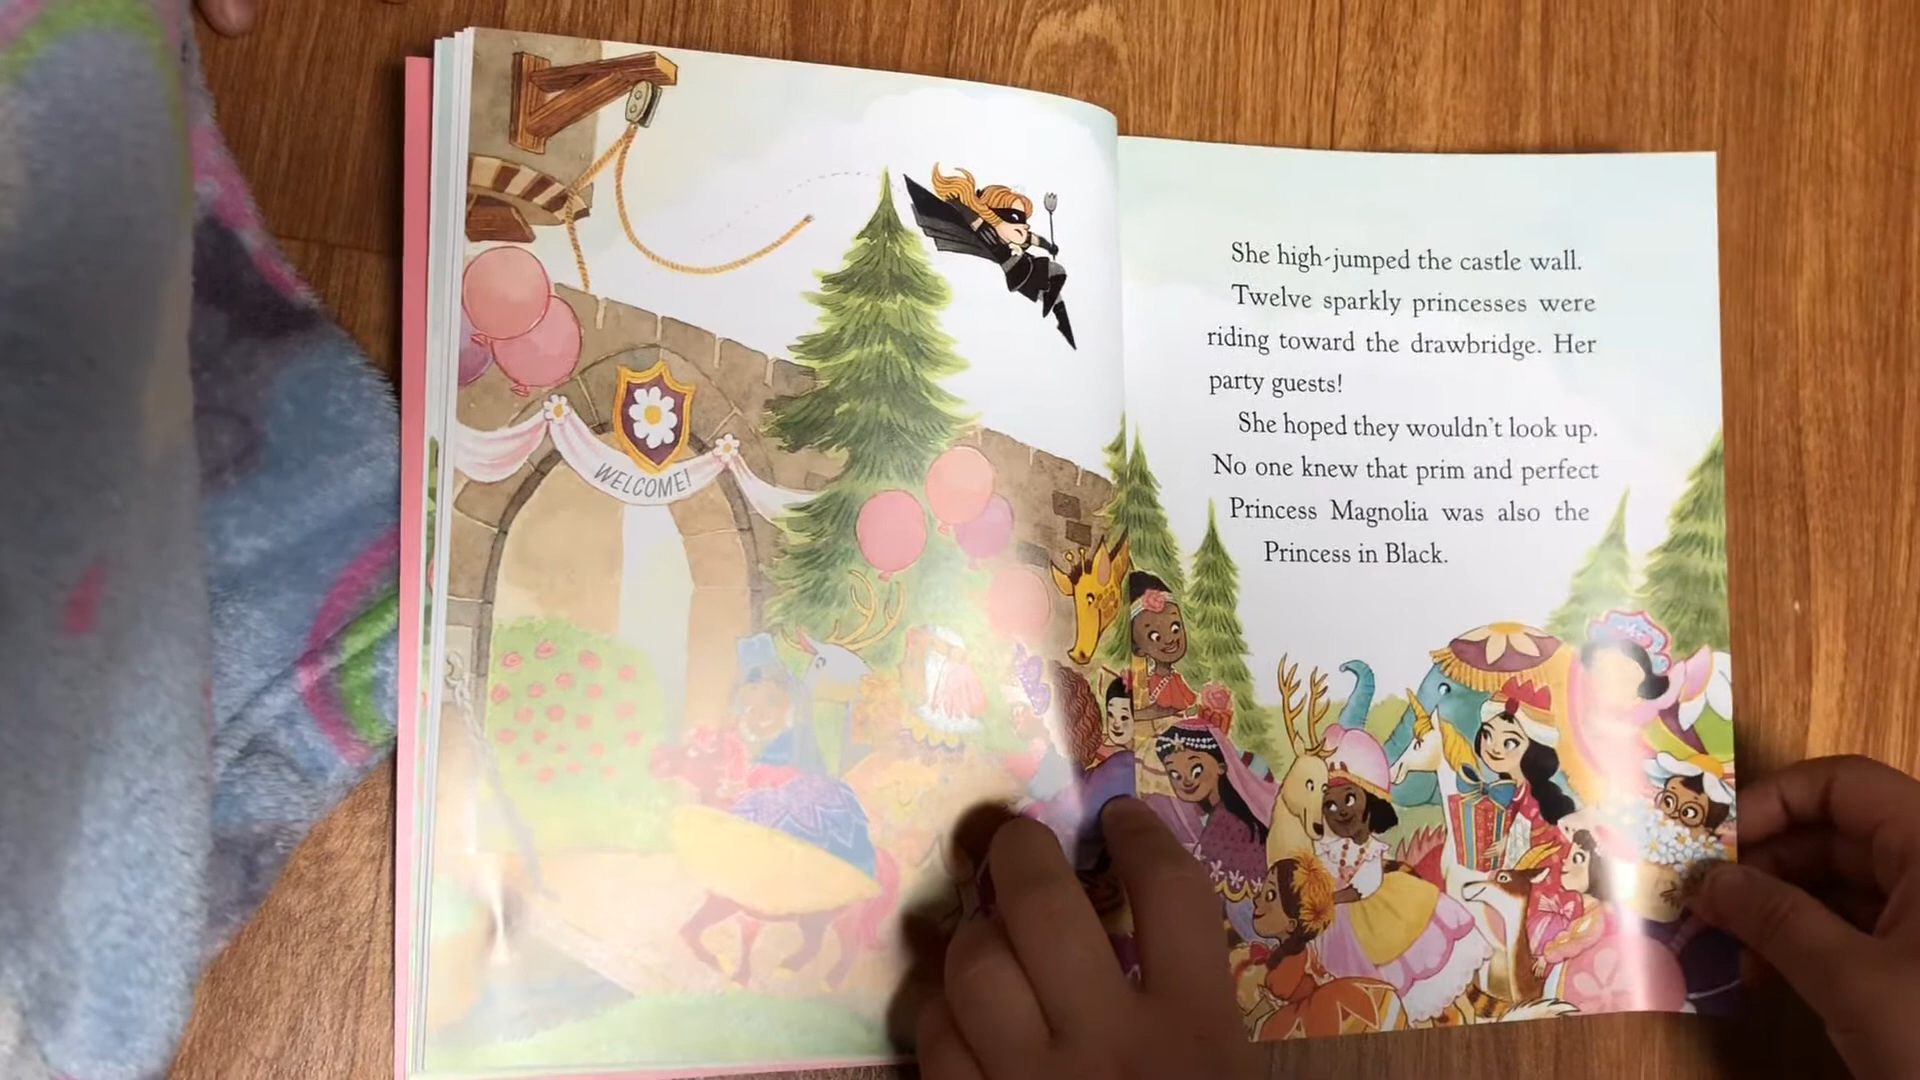 WELCOME!
She high-jumped the castle wall.
Twelve sparkly princesses were
riding toward the drawbridge. Her
party guests!
She hoped they wouldn't look up.
No one knew that prim and perfect
Princess Magnolia was also the
Princess in Black.